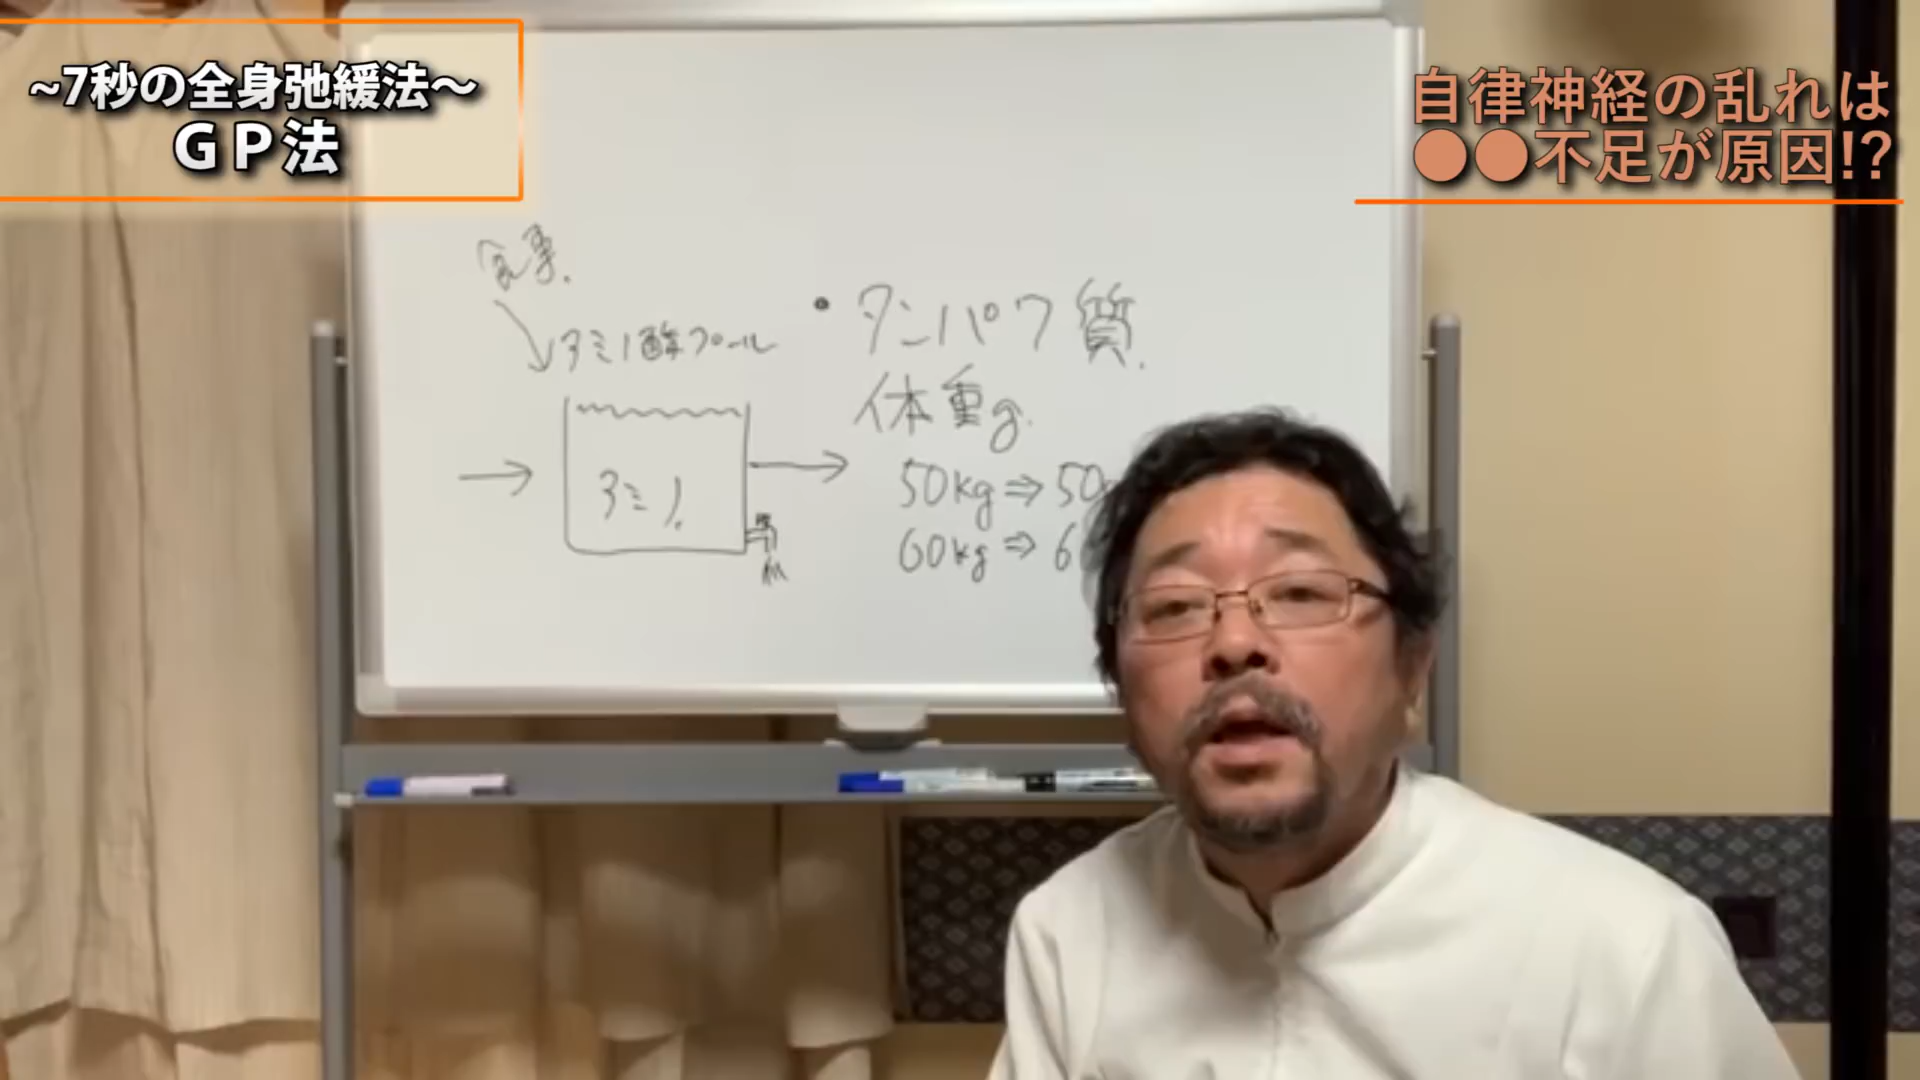 ~7秒の全身弛緩法～
GP法
自律神経の乱れは
●●不足が原因!?
食事.
アミノ酸プール
アミノ.
・タンパク質.
体重g.
50kg⇒50
60kg⇒6